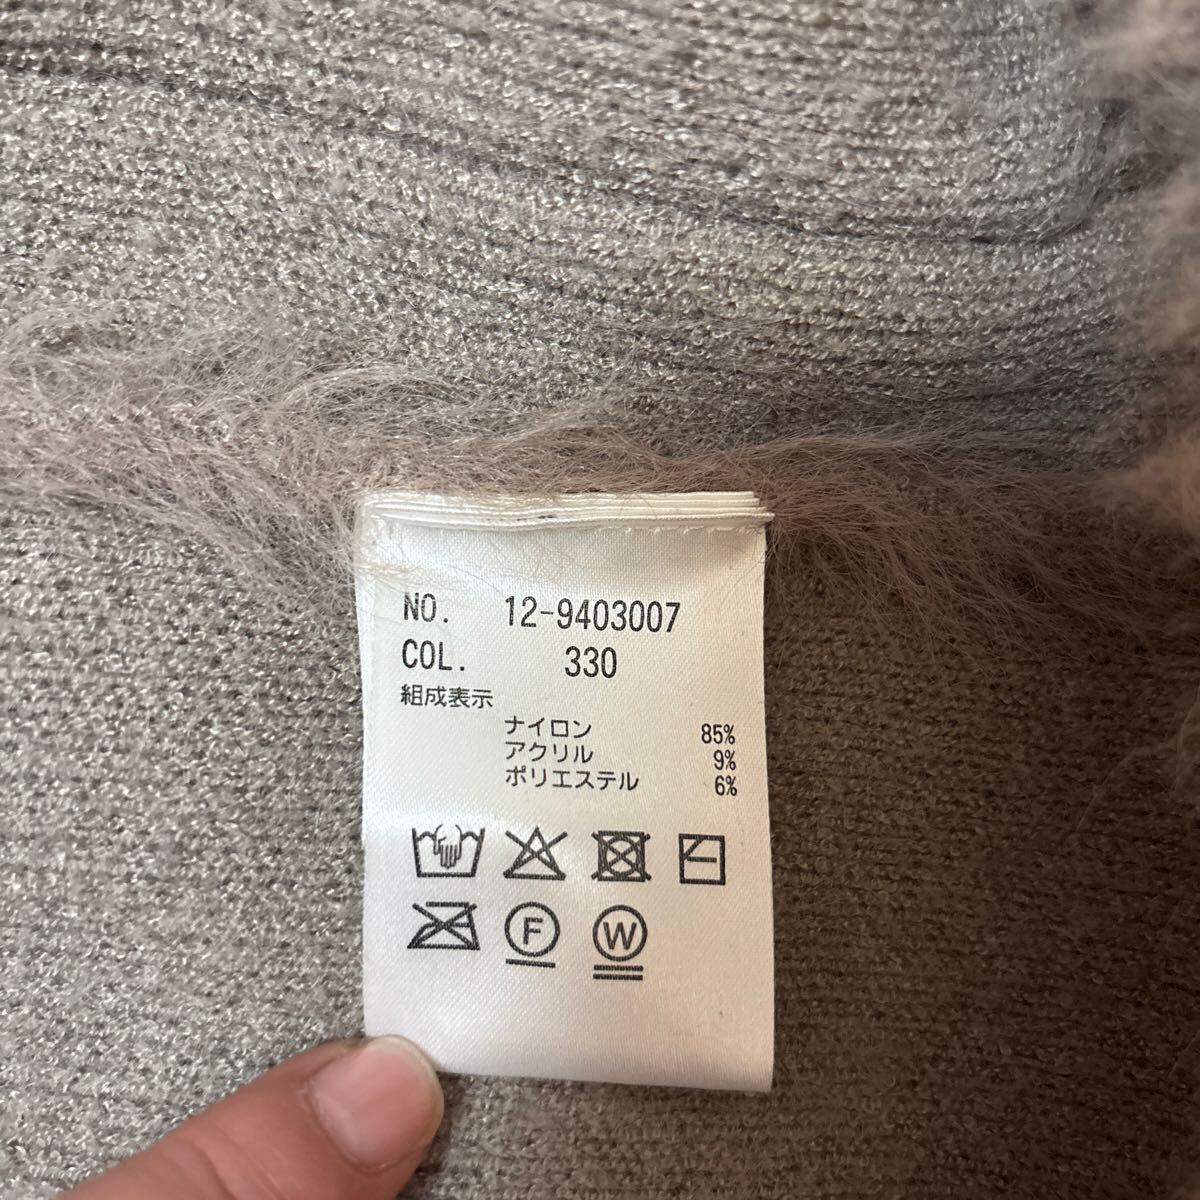 NO. 12-9403007
COL. 330
組成表示
ナイロン 85%
アクリル 9%
ポリエステル 6%
F W